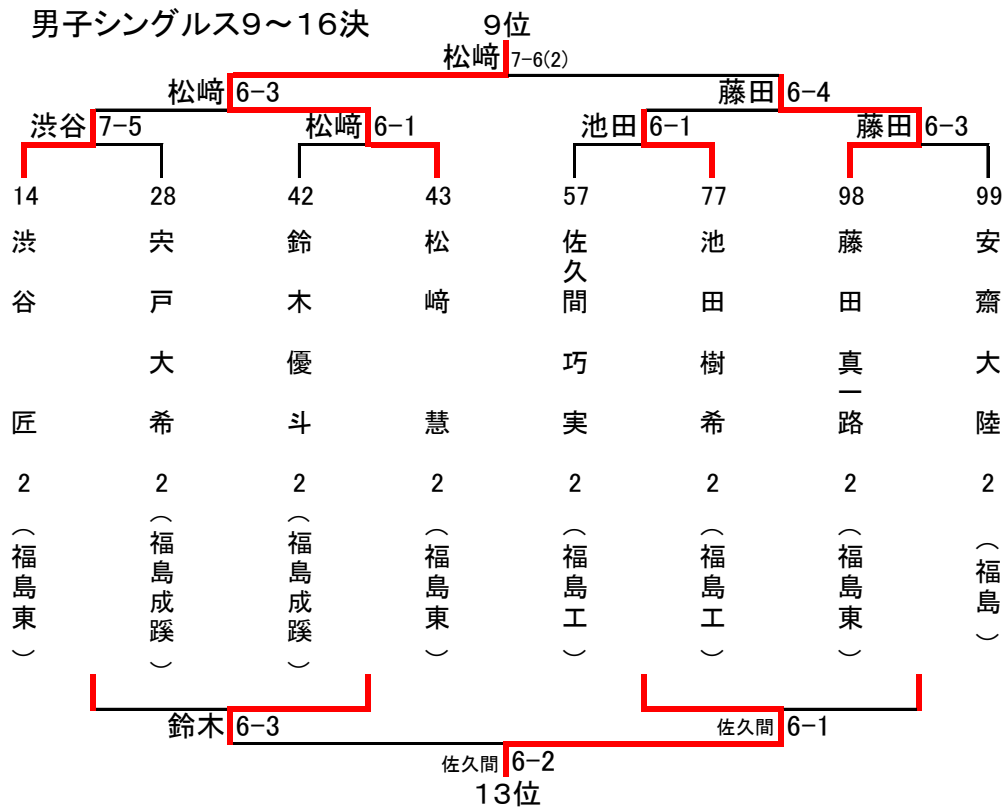 男子シングルス9～16決
9位
松﨑 7-6(2)
松﨑 6-3
藤田 6-4
渋谷 7-5
松﨑 6-1
池田 6-1
藤田 6-3
14
28
42
43
57
77
98
99
渋谷 匠 2 （福島東）
宍戸大希 2 （福島成蹊）
鈴木優斗 2 （福島成蹊）
松﨑 慧 2 （福島東）
佐久間巧実 2 （福島工）
池田樹希 2 （福島工）
藤田真一路 2 （福島東）
安齋大陸 2 （福島）
鈴木 6-3
佐久間 6-1
佐久間 6-2
13位